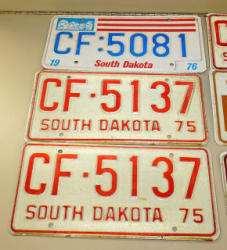 CF:5081
19 South Dakota 76
CF·5137
SOUTH DAKOTA 75
CF·5137
SOUTH DAKOTA 75